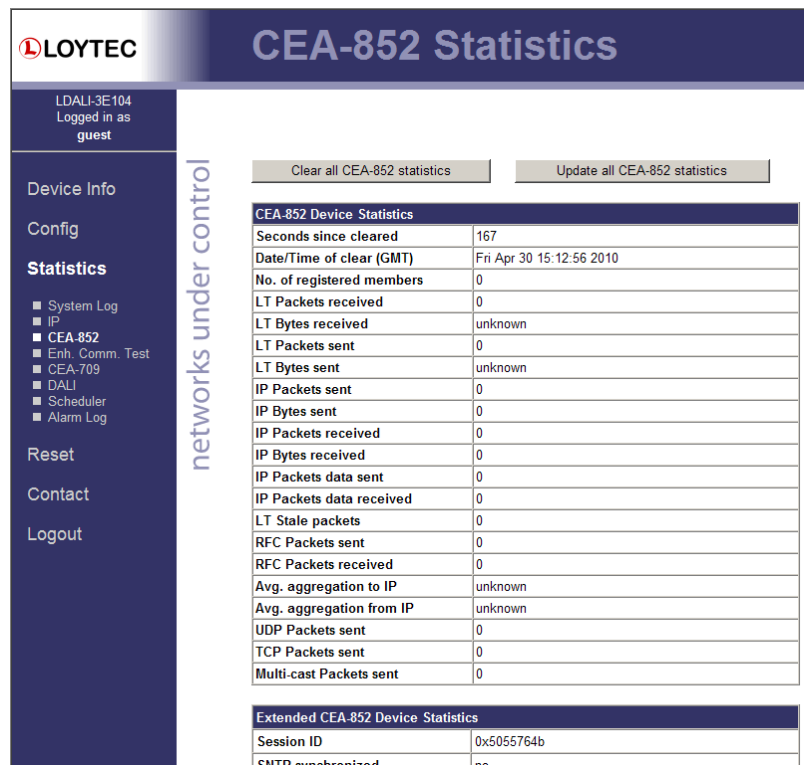 LOYTEC
CEA-852 Statistics
LDALI-3E104
Logged in as
guest
Device Info
Config
Statistics
System Log
IP
CEA-852
Enh. Comm. Test
CEA-709
DALI
Scheduler
Alarm Log
Reset
Contact
Logout
networks under control
Clear all CEA-852 statistics Update all CEA-852 statistics
CEA-852 Device Statistics
Seconds since cleared 167
Date/Time of clear (GMT) Fri Apr 30 15:12:56 2010
No. of registered members 0
LT Packets received 0
LT Bytes received unknown
LT Packets sent 0
LT Bytes sent unknown
IP Packets sent 0
IP Bytes sent 0
IP Packets received 0
IP Bytes received 0
IP Packets data sent 0
IP Packets data received 0
LT Stale packets 0
RFC Packets sent 0
RFC Packets received 0
Avg. aggregation to IP unknown
Avg. aggregation from IP unknown
UDP Packets sent 0
TCP Packets sent 0
Multi-cast Packets sent 0
Extended CEA-852 Device Statistics
Session ID 0x5055764b
SNTP synchronized no